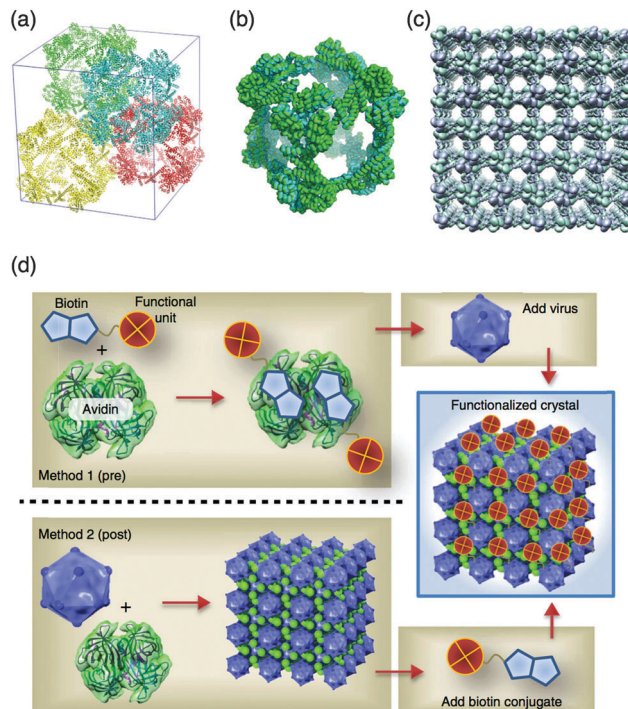 (a)
(b)
(c)
(d)
Biotin
Functional
unit
+
Avidin
Method 1 (pre)
Add virus
Functionalized crystal
Method 2 (post)
+
Add biotin conjugate